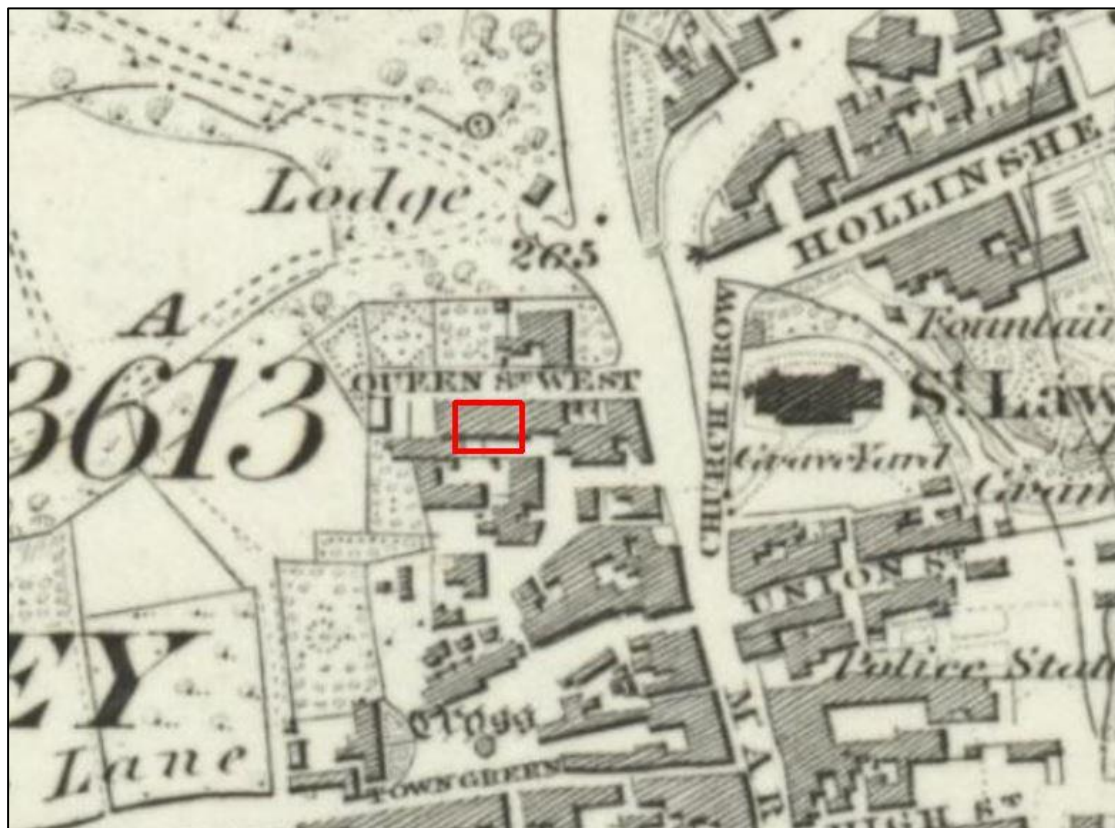 Lodge
265
HOLLINSHE
A
3613
QUEEN ST. WEST
CHURCH BROW
Fountain
St. Law
Grave Yard
Gram
UNION ST.
Police Stat
EY
Lane
Cross
TOWN GREEN
MAR
HIGH ST.